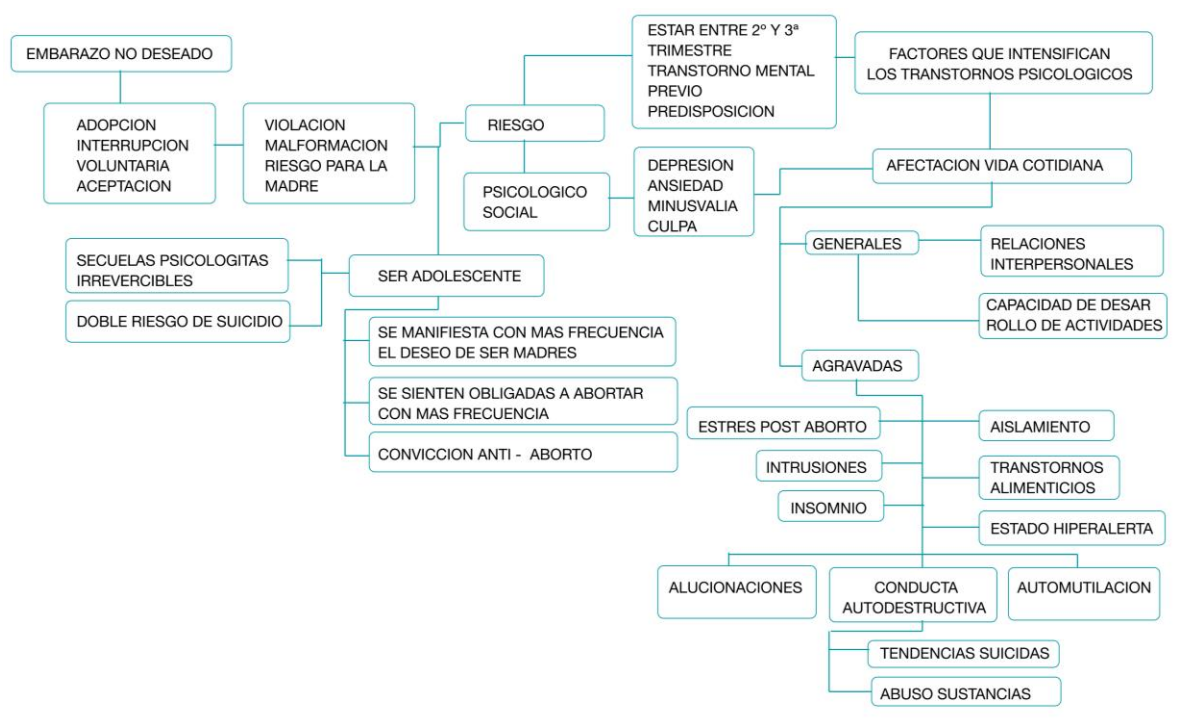 EMBARAZO NO DESEADO
ADOPCION
INTERRUPCION
VOLUNTARIA
ACEPTACION
VIOLACION
MALFORMACION
RIESGO PARA LA
MADRE
RIESGO
PSICOLOGICO
SOCIAL
ESTAR ENTRE 2º Y 3ª
TRIMESTRE
TRANSTORNO MENTAL
PREVIO
PREDISPOSICION
FACTORES QUE INTENSIFICAN
LOS TRANSTORNOS PSICOLOGICOS
DEPRESION
ANSIEDAD
MINUSVALIA
CULPA
AFECTACION VIDA COTIDIANA
SECUELAS PSICOLOGITAS
IRREVERCIBLES
DOBLE RIESGO DE SUICIDIO
SER ADOLESCENTE
SE MANIFIESTA CON MAS FRECUENCIA
EL DESEO DE SER MADRES
SE SIENTEN OBLIGADAS A ABORTAR
CON MAS FRECUENCIA
CONVICCION ANTI - ABORTO
GENERALES
RELACIONES
INTERPERSONALES
CAPACIDAD DE DESAR
ROLLO DE ACTIVIDADES
AGRAVADAS
ESTRES POST ABORTO
AISLAMIENTO
INTRUSIONES
TRANSTORNOS
ALIMENTICIOS
INSOMNIO
ESTADO HIPERALERTA
ALUCIONACIONES
CONDUCTA
AUTODESTRUCTIVA
AUTOMUTILACION
TENDENCIAS SUICIDAS
ABUSO SUSTANCIAS